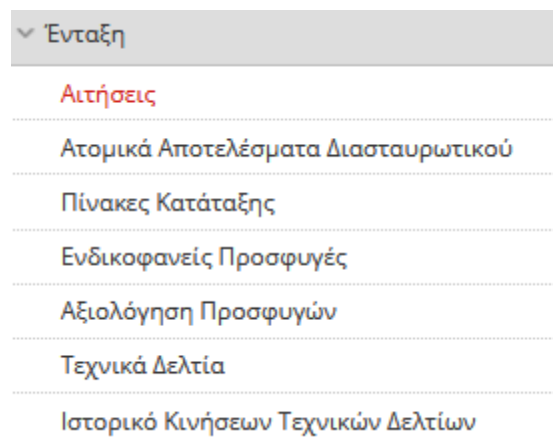 Ένταξη
Αιτήσεις
Ατομικά Αποτελέσματα Διασταυρωτικού
Πίνακες Κατάταξης
Ενδικοφανείς Προσφυγές
Αξιολόγηση Προσφυγών
Τεχνικά Δελτία
Ιστορικό Κινήσεων Τεχνικών Δελτίων